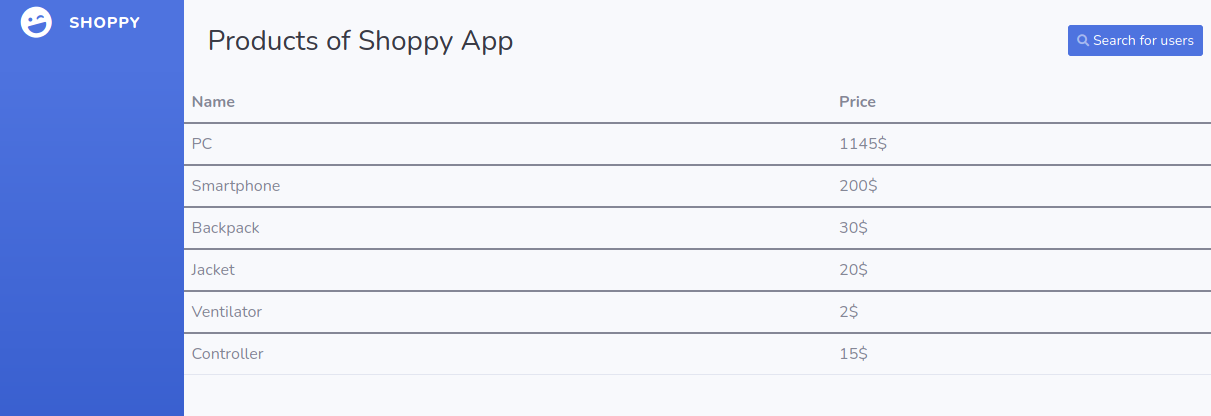 SHOPPY
Products of Shoppy App
Search for users
Name Price
PC 1145$
Smartphone 200$
Backpack 30$
Jacket 20$
Ventilator 2$
Controller 15$